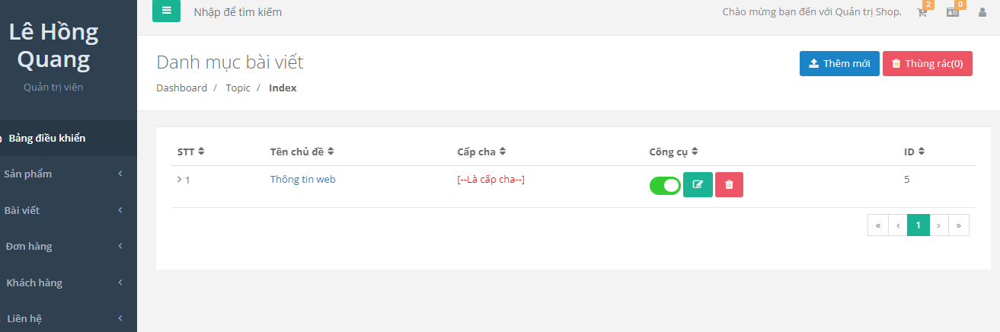 Lê Hồng
Quang
Quản trị viên
Bảng điều khiển
Sản phẩm
Bài viết
Đơn hàng
Khách hàng
Liên hệ
Nhập để tìm kiếm
Chào mừng bạn đến với Quản trị Shop. 2 0
Danh mục bài viết
Thêm mới Thùng rác(0)
Dashboard / Topic / Index
STT Tên chủ đề Cấp cha Công cụ ID
1 Thông tin web [--Là cấp cha--] 5
« ‹ 1 › »